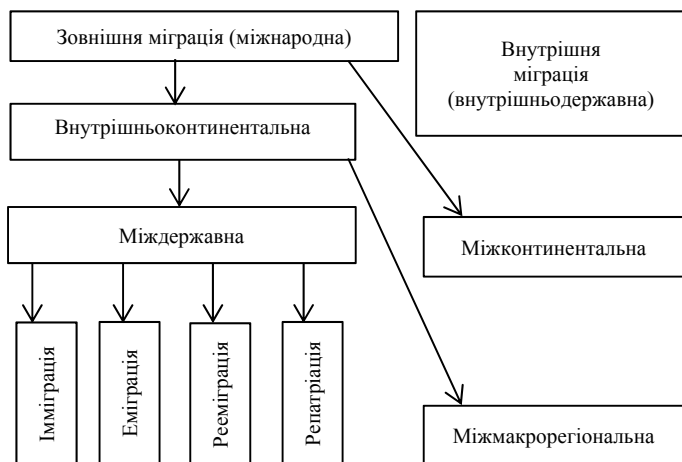 Зовнішня міграція (міжнародна)
Внутрішня
міграція
(внутрішньодержавна)
Внутрішньоконтинентальна
Міждержавна
Міжконтинентальна
Імміграція
Еміграція
Рееміграція
Репатріація
Міжмакрорегіональна